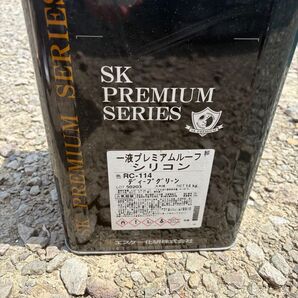 SK
PREMIUM
SERIES
PREMIUM SERIES
一液プレミアムルーフ
シリコン
色 RC-114
ディープグリーン
エスケー化研株式会社